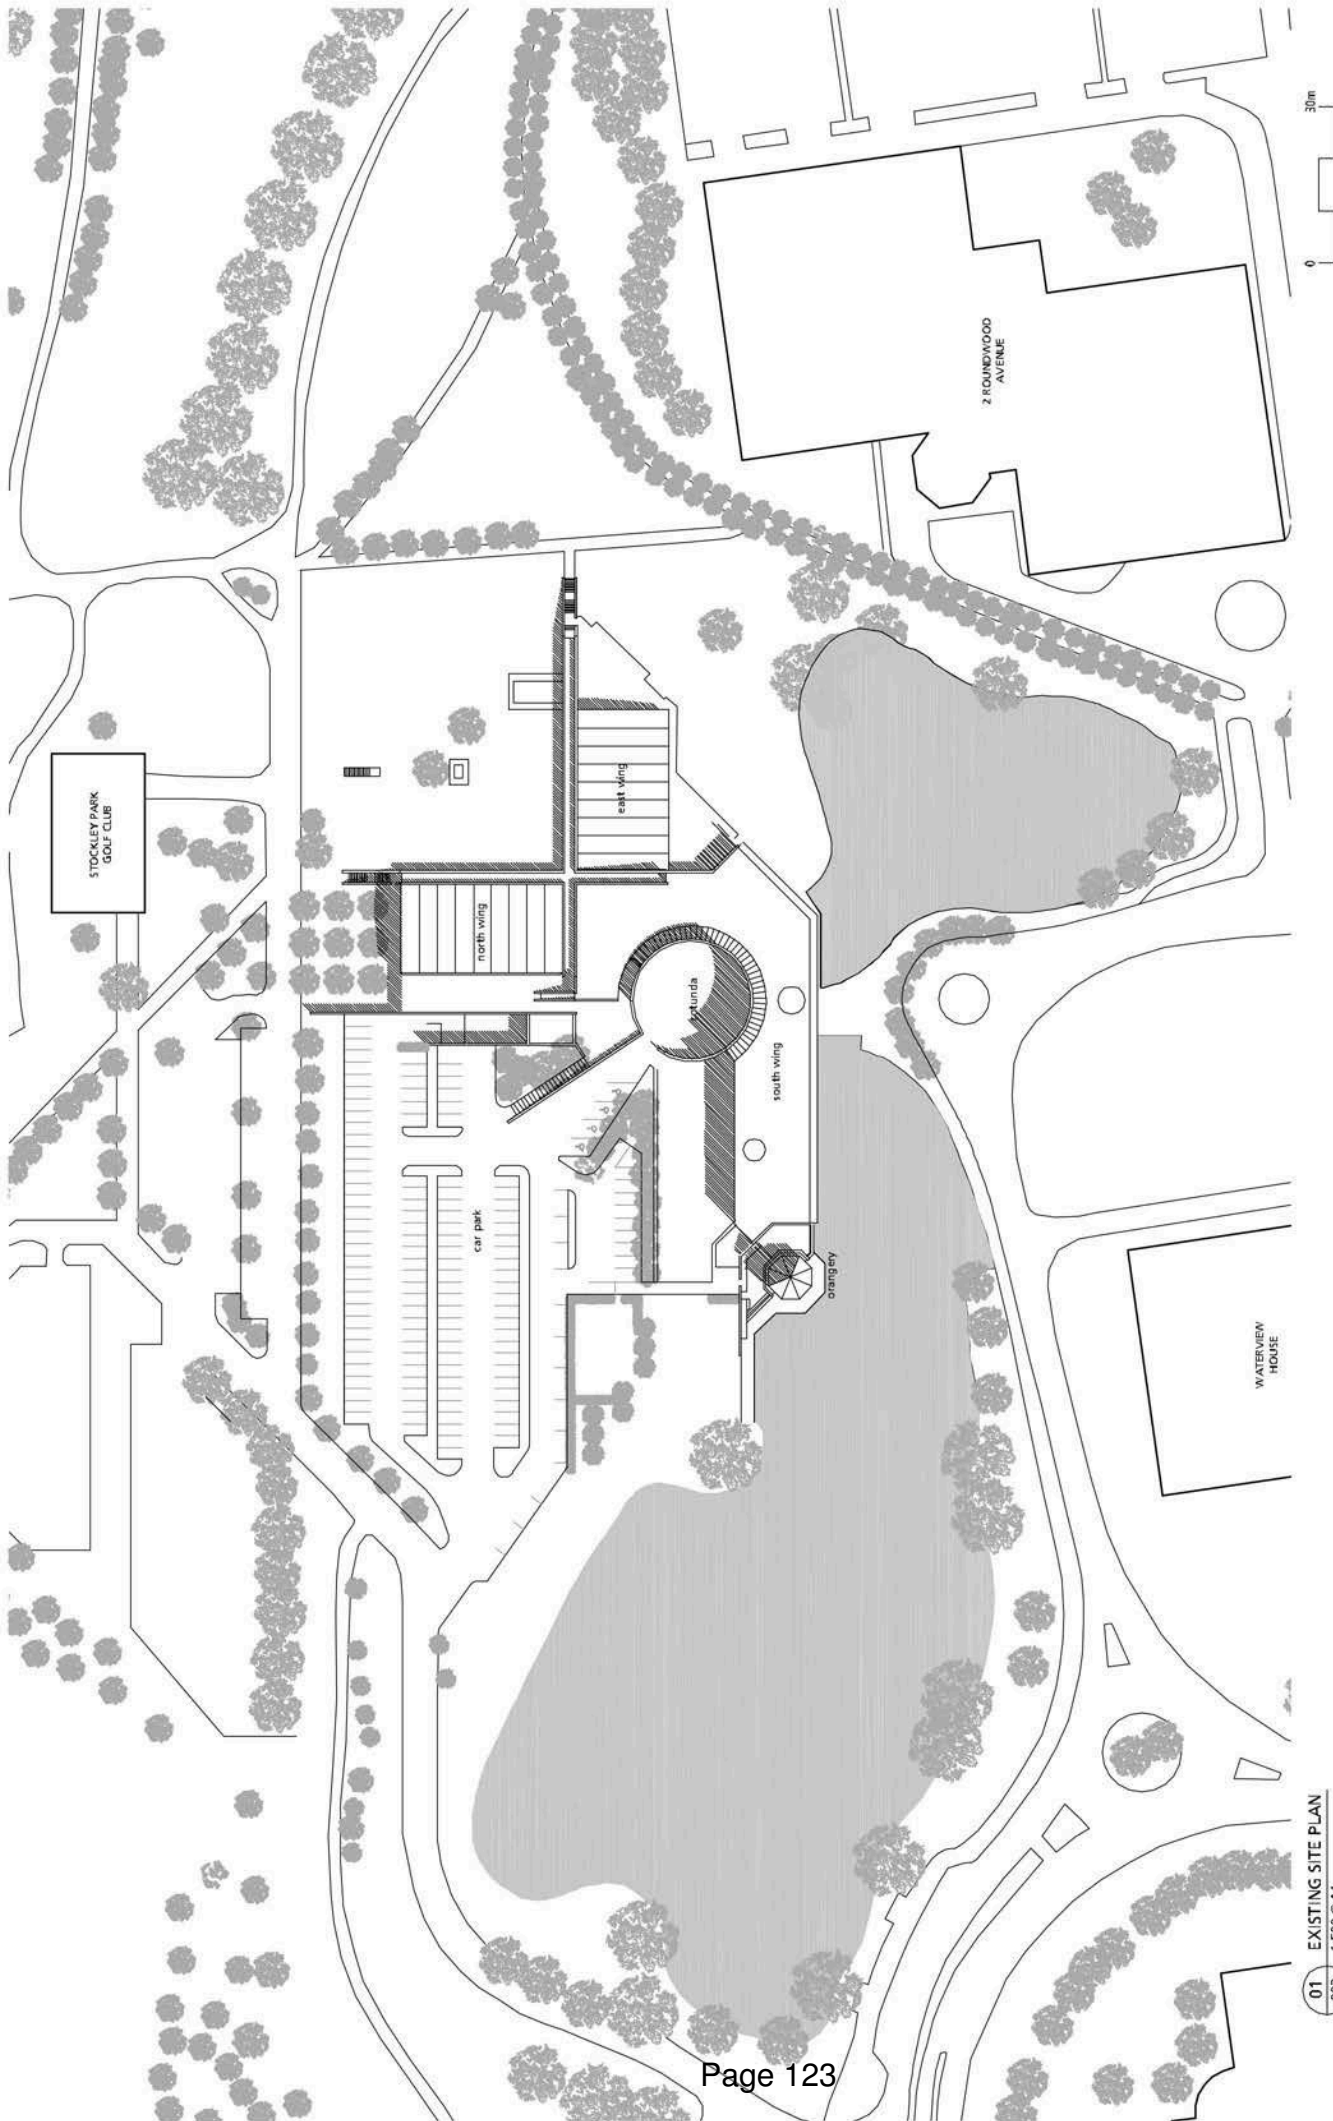 STOCKLEY PARK
GOLF CLUB
2 ROUNDWOOD
AVENUE
north wing
east wing
rotunda
south wing
car park
orangery
WATERVIEW
HOUSE
0
30m
01
EXISTING SITE PLAN
Page 123